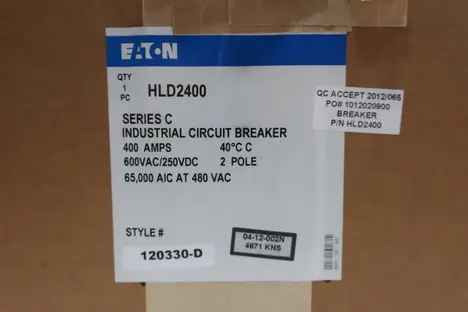 EATON
QTY
1
PC
HLD2400
SERIES C
INDUSTRIAL CIRCUIT BREAKER
400 AMPS 40°C C
600VAC/250VDC 2 POLE
65,000 AIC AT 480 VAC
STYLE #
120330-D
04-12-002N
4671 KNS
QC ACCEPT 2012/065
PO# 1012020900
BREAKER
P/N HLD2400